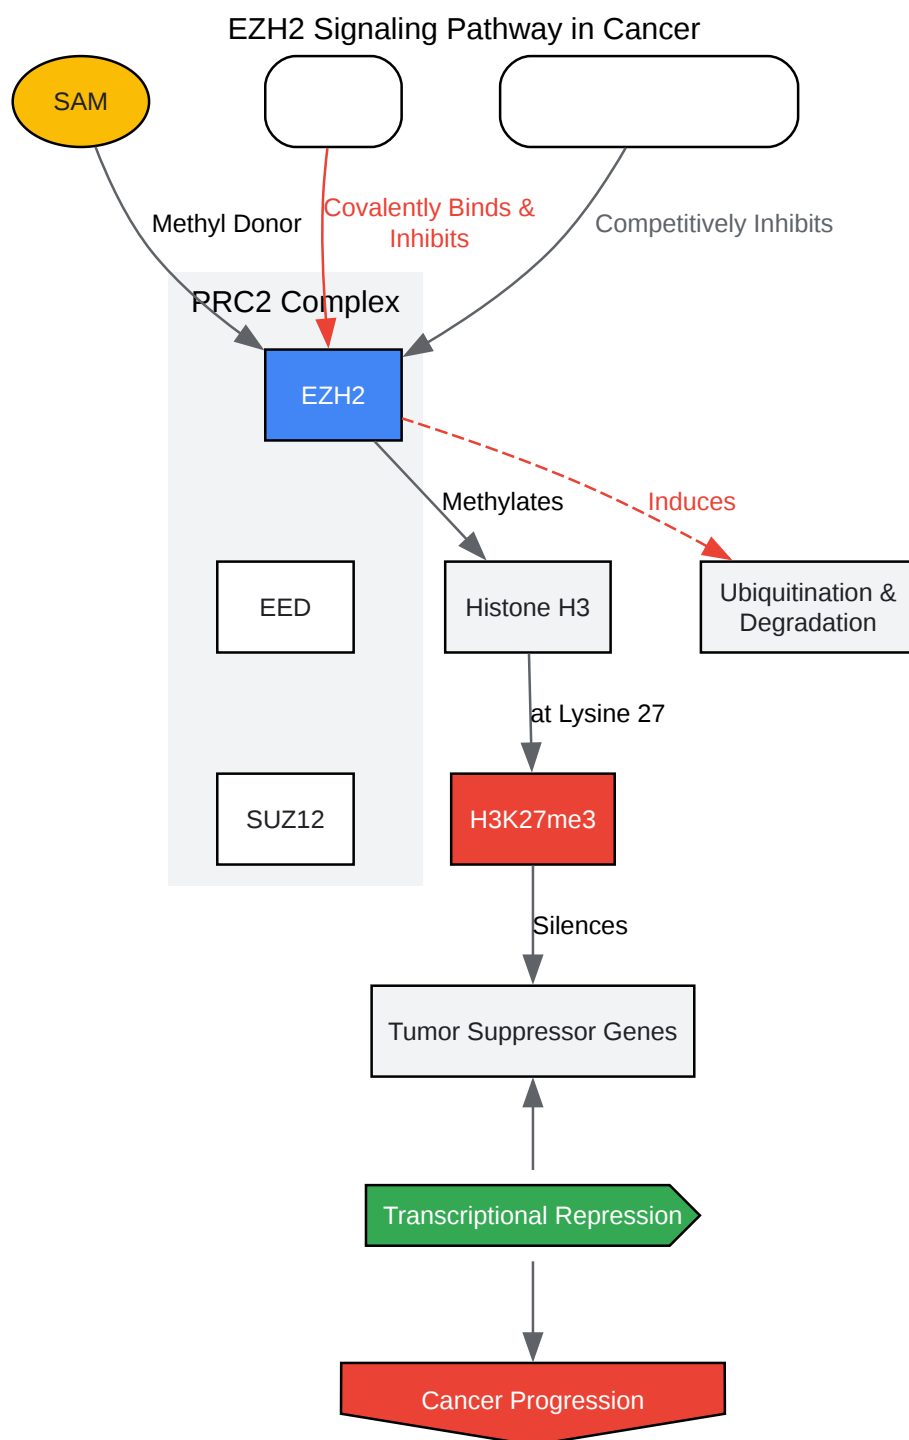 EZH2 Signaling Pathway in Cancer
SAM
Methyl Donor
Covalently Binds &
Inhibits
Competitively Inhibits
PRC2 Complex
EZH2
Methylates
Induces
EED
Histone H3
Ubiquitination &
Degradation
at Lysine 27
SUZ12
H3K27me3
Silences
Tumor Suppressor Genes
Transcriptional Repression
Cancer Progression